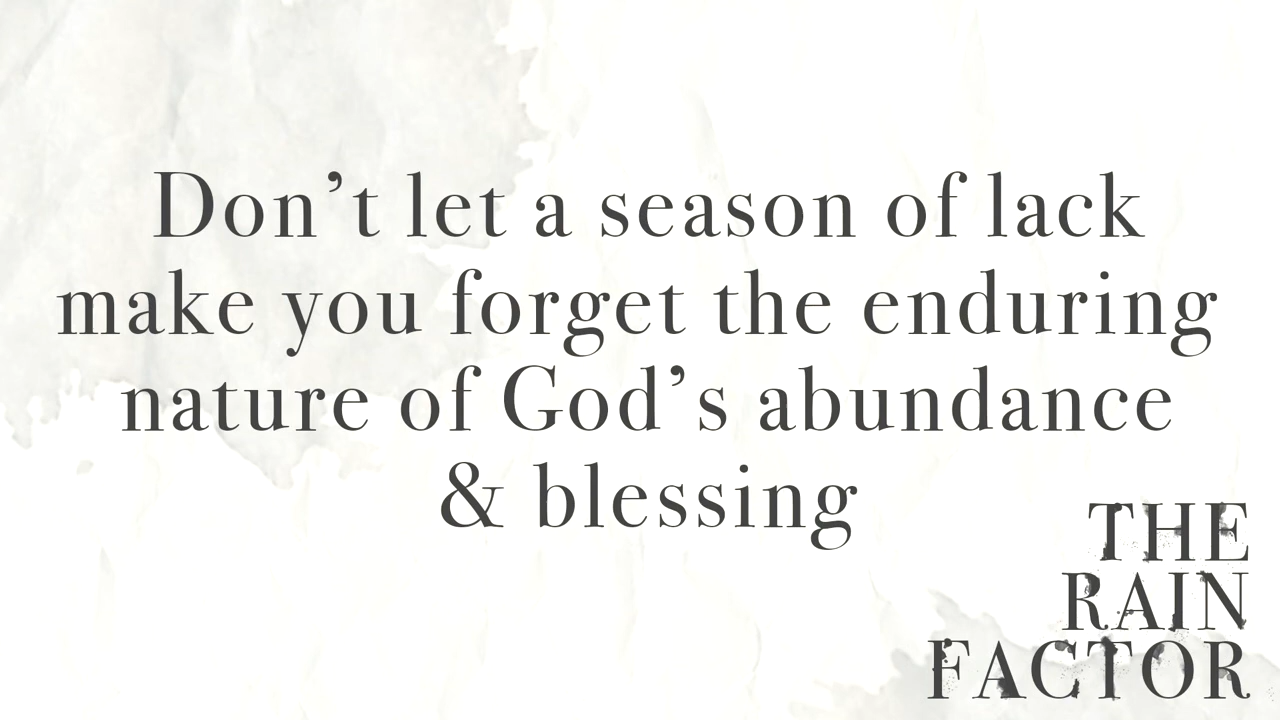 Don’t let a season of lack
make you forget the enduring
nature of God’s abundance
& blessing
THE
RAIN
FACTOR